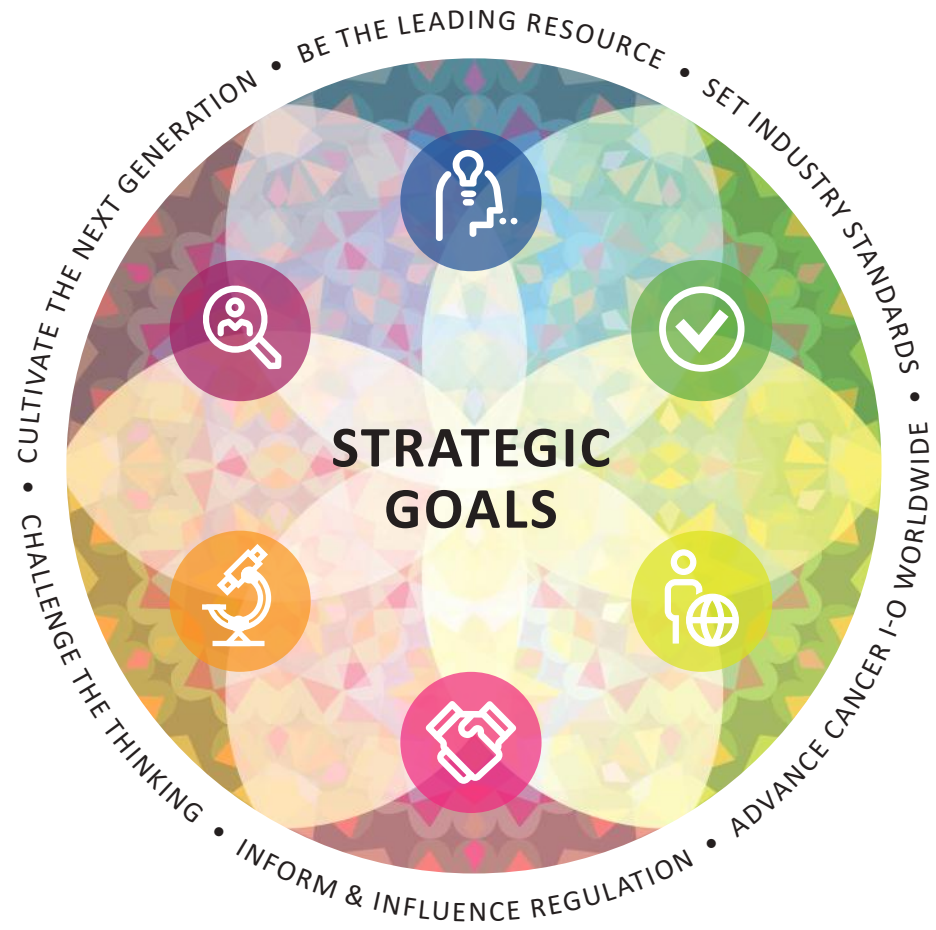 BE THE LEADING RESOURCE •
SET INDUSTRY STANDARDS •
ADVANCE CANCER I-O WORLDWIDE •
INFORM & INFLUENCE REGULATION •
CHALLENGE THE THINKING •
CULTIVATE THE NEXT GENERATION •
STRATEGIC
GOALS